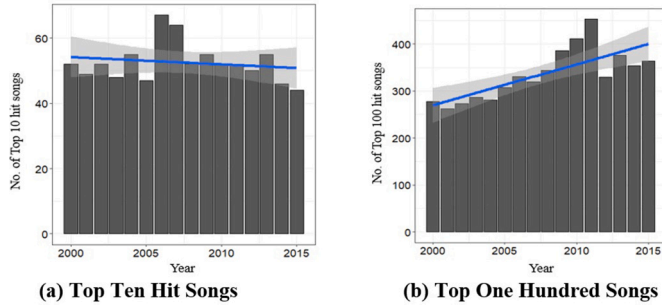 No. of Top 10 hit songs
60
40
20
0
2000
2005
2010
2015
Year
(a) Top Ten Hit Songs
No. of Top 100 hit songs
400
300
200
100
0
2000
2005
2010
2015
Year
(b) Top One Hundred Songs